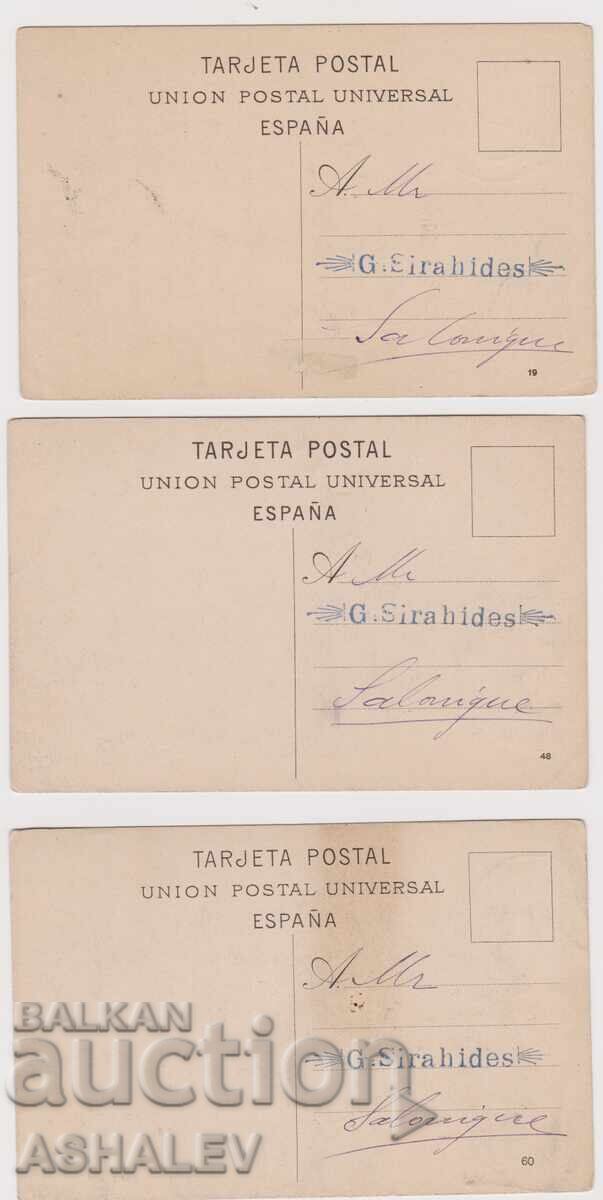 TARJETA POSTAL
UNION POSTAL UNIVERSAL
ESPAÑA
A Mr
G. Sirahides
Salonique
19
TARJETA POSTAL
UNION POSTAL UNIVERSAL
ESPAÑA
A Mr
G. Sirahides
Salonique
48
TARJETA POSTAL
UNION POSTAL UNIVERSAL
ESPAÑA
A Mr
G. Sirahides
Salonique
60
BALKAN
auction
ASHALEV